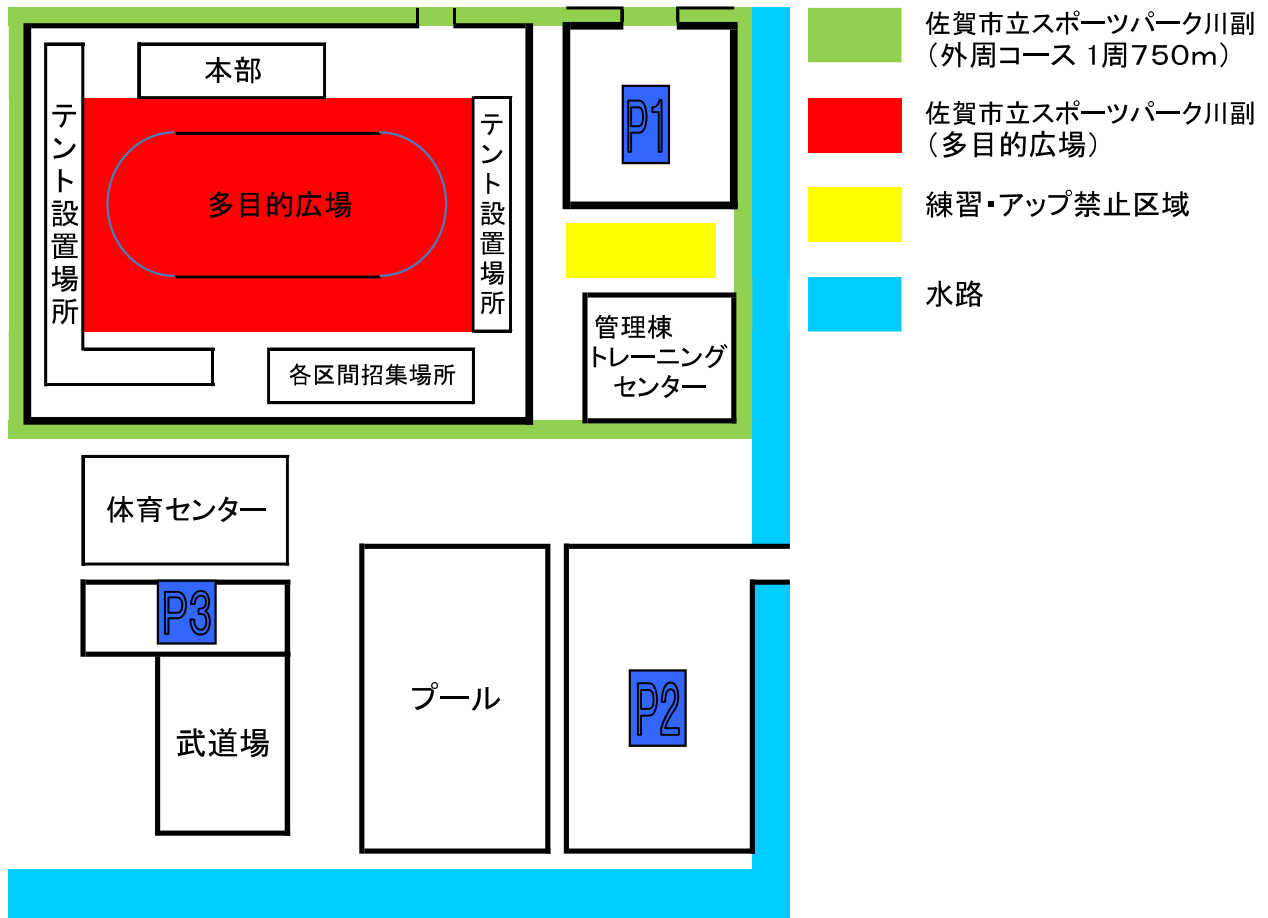 本部
テント設置場所
多目的広場
テント設置場所
各区間招集場所
P1
管理棟
トレーニング
センター
体育センター
P3
武道場
プール
P2
佐賀市立スポーツパーク川副
（外周コース 1周750m）
佐賀市立スポーツパーク川副
（多目的広場）
練習・アップ禁止区域
水路